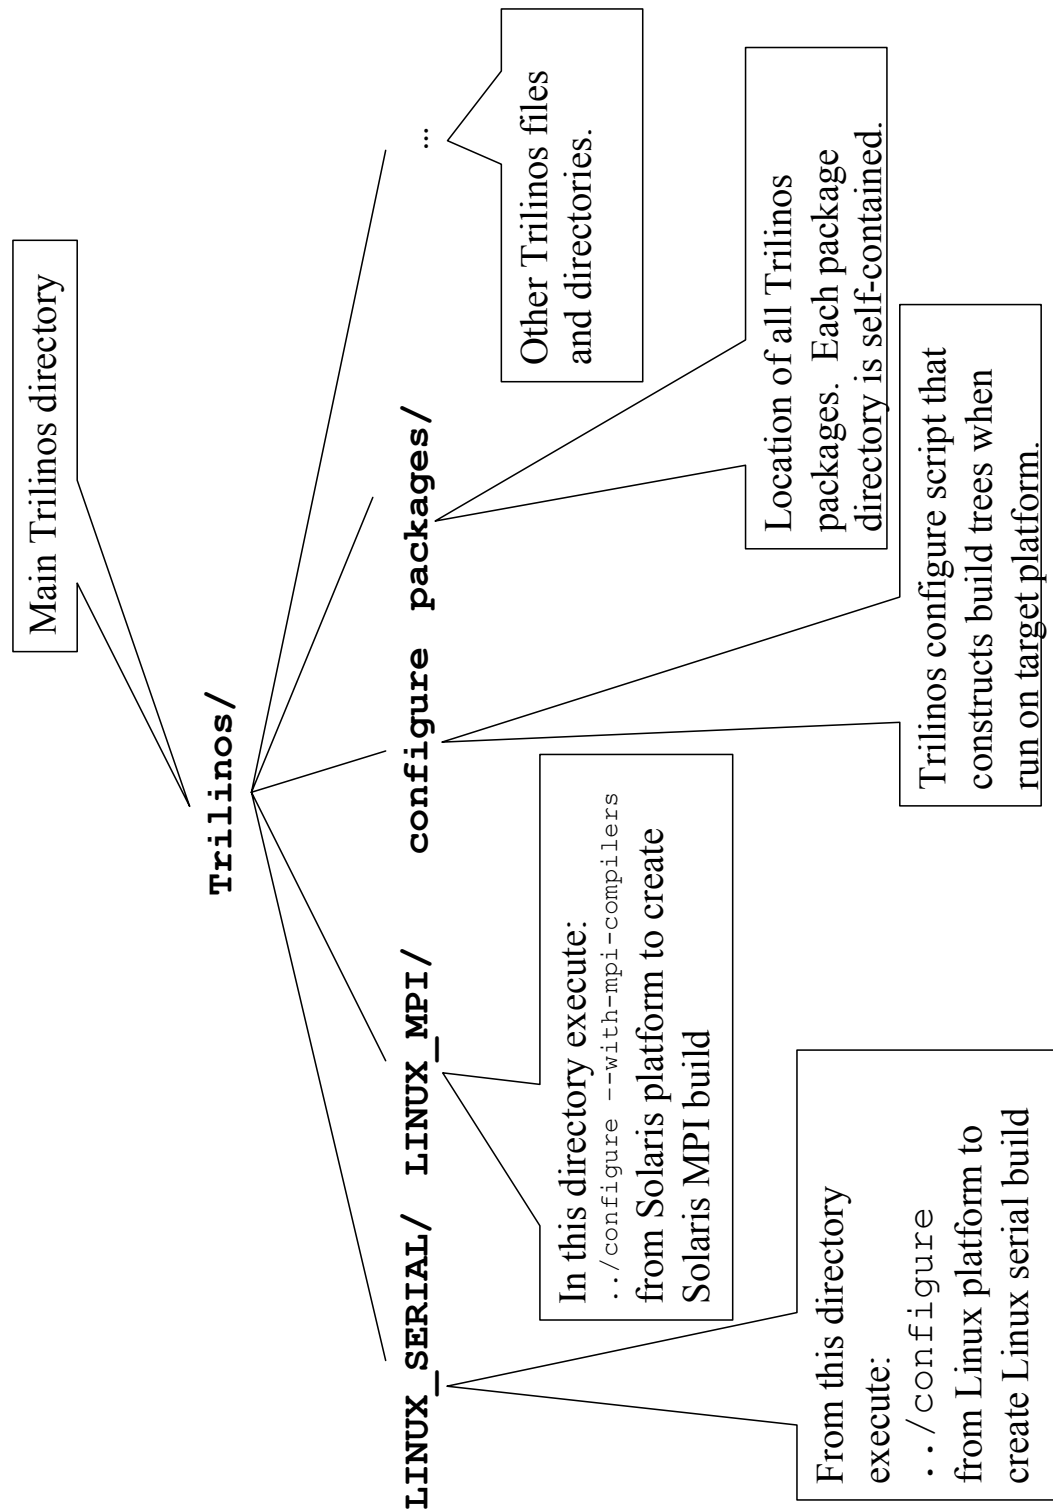 Main Trilinos directory
Trilinos/
LINUX_SERIAL/ LINUX_MPI/ configure packages/ ...
Other Trilinos files
and directories.
In this directory execute:
../configure --with-mpi-compilers
from Solaris platform to create
Solaris MPI build
Location of all Trilinos
packages. Each package
directory is self-contained.
From this directory
execute:
../configure
from Linux platform to
create Linux serial build
Trilinos configure script that
constructs build trees when
run on target platform.